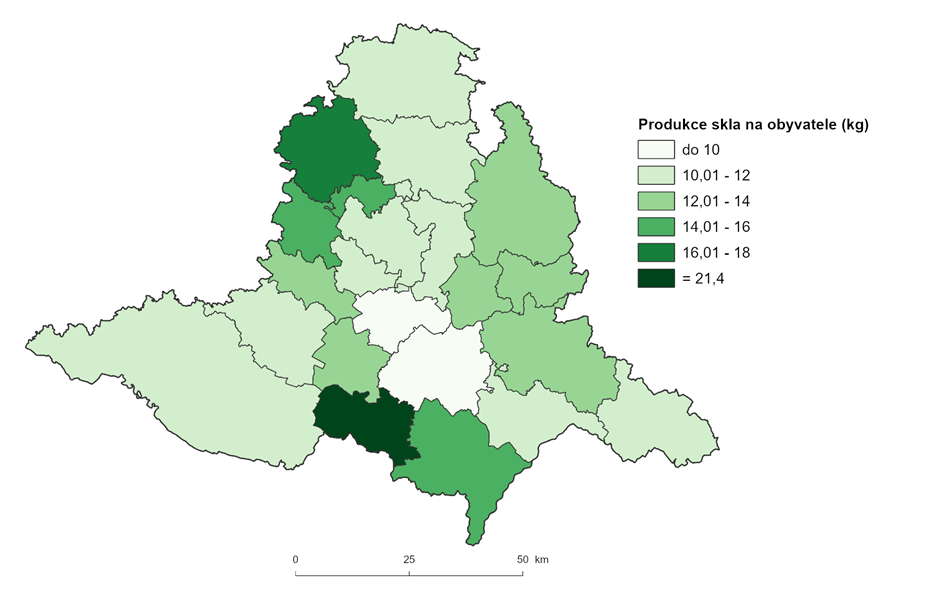 Produkce skla na obyvatele (kg)
do 10
10,01 - 12
12,01 - 14
14,01 - 16
16,01 - 18
= 21,4
0 25 50 km